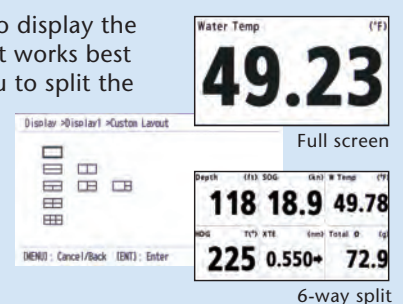 o display the
t works best
u to split the
Water Temp (°F)
49.23
Full screen
Display >Display1 >Custom Layout
[MENU] : Cancel/Back [ENT] : Enter
Depth (ft) SOG (kn) W Temp (°F)
118 18.9 49.78
HDG T(°) XTE (nm) Total (g)
225 0.550→ 72.9
6-way split